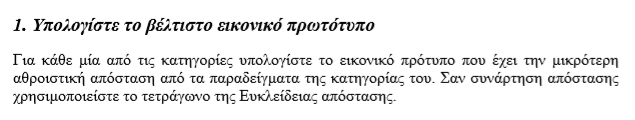 1. Υπολογίστε το βέλτιστο εικονικό πρωτότυπο
Για κάθε μία από τις κατηγορίες υπολογίστε το εικονικό πρότυπο που έχει την μικρότερη
αθροιστική απόσταση από τα παραδείγματα της κατηγορίας του. Σαν συνάρτηση απόστασης
χρησιμοποιείστε το τετράγωνο της Ευκλείδειας απόστασης.